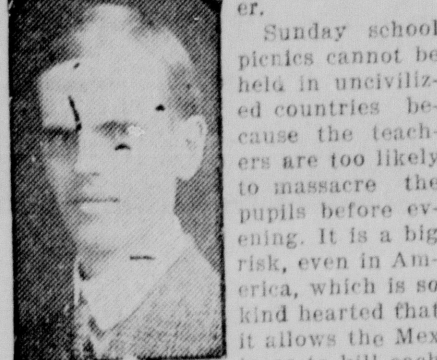 er.
Sunday school
picnics cannot be
held in unciviliz-
ed countries be-
cause the teach-
ers are too likely
to massacre the
pupils before ev-
ening. It is a big
risk, even in Am-
erica, which is so
kind hearted that
it allows the Mex